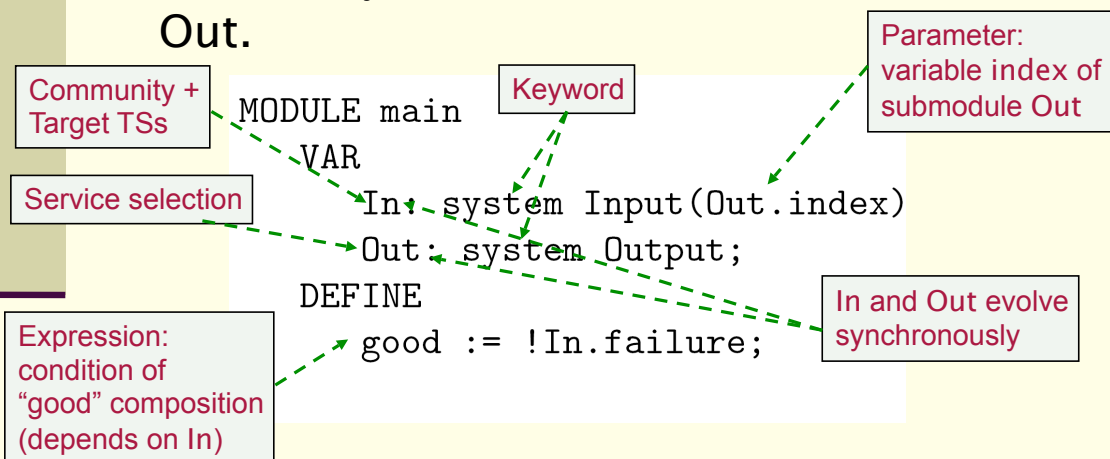 Out.
Community +
Target TSs
Keyword
Parameter:
variable index of
submodule Out
MODULE main
VAR
Service selection
In: system Input(Out.index)
Out: system Output;
DEFINE
In and Out evolve
synchronously
Expression:
condition of
“good” composition
(depends on In)
good := !In.failure;